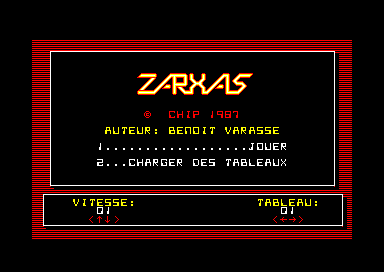 ZARXAS
© CHIP 1987
AUTEUR: BENOIT VARASSE
1...................JOUER
2...CHARGER DES TABLEAUX
VITESSE: TABLEAU:
01 01
<↑↓> <←→>